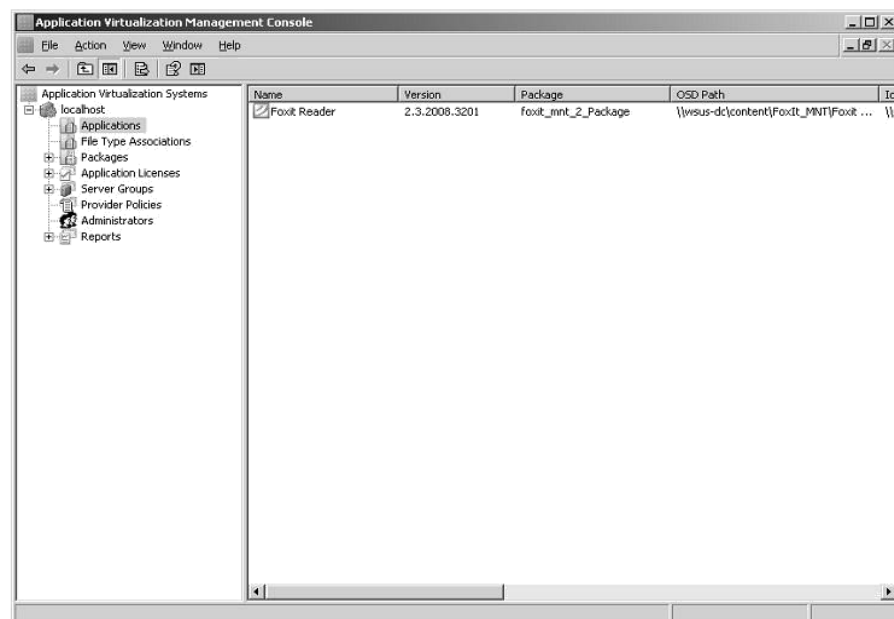 Application Virtualization Management Console
File Action View Window Help
Application Virtualization Systems
localhost
Applications
File Type Associations
Packages
Application Licenses
Server Groups
Provider Policies
Administrators
Reports
Name Version Package OSD Path Ic
Foxit Reader 2.3.2008.3201 foxit_mnt_2_Package \\wsus-dc\content\FoxIt_MNT\Foxit ... \\